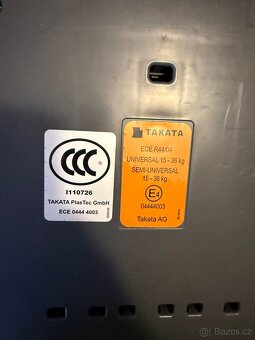 CCC
I110726
TAKATA PlasTec GmbH
ECE 0444 4003
TAKATA
ECE R44/04
UNIVERSAL 15 - 36 kg
SEMI-UNIVERSAL
15 - 36 kg
E4
04444003
Takata AG
Bazoš.cz